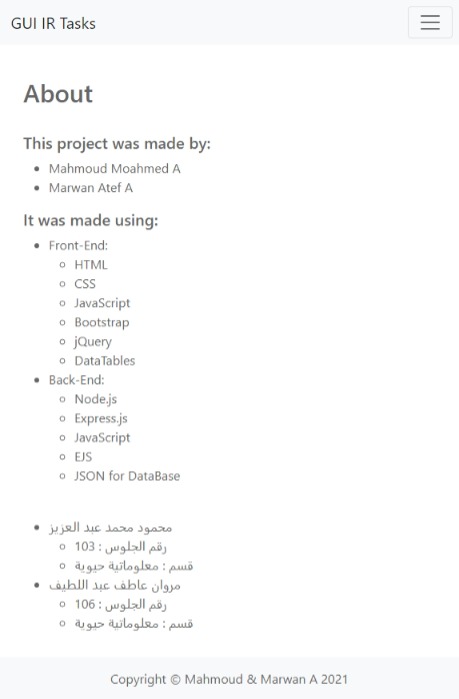 GUI IR Tasks
About
This project was made by:
Mahmoud Moahmed A
Marwan Atef A
It was made using:
Front-End:
HTML
CSS
JavaScript
Bootstrap
jQuery
DataTables
Back-End:
Node.js
Express.js
JavaScript
EJS
JSON for DataBase
محمود محمد عبد العزيز
رقم الجلوس : 103
قسم : معلوماتية حيوية
مروان عاطف عبد اللطيف
رقم الجلوس : 106
قسم : معلوماتية حيوية
Copyright © Mahmoud & Marwan A 2021